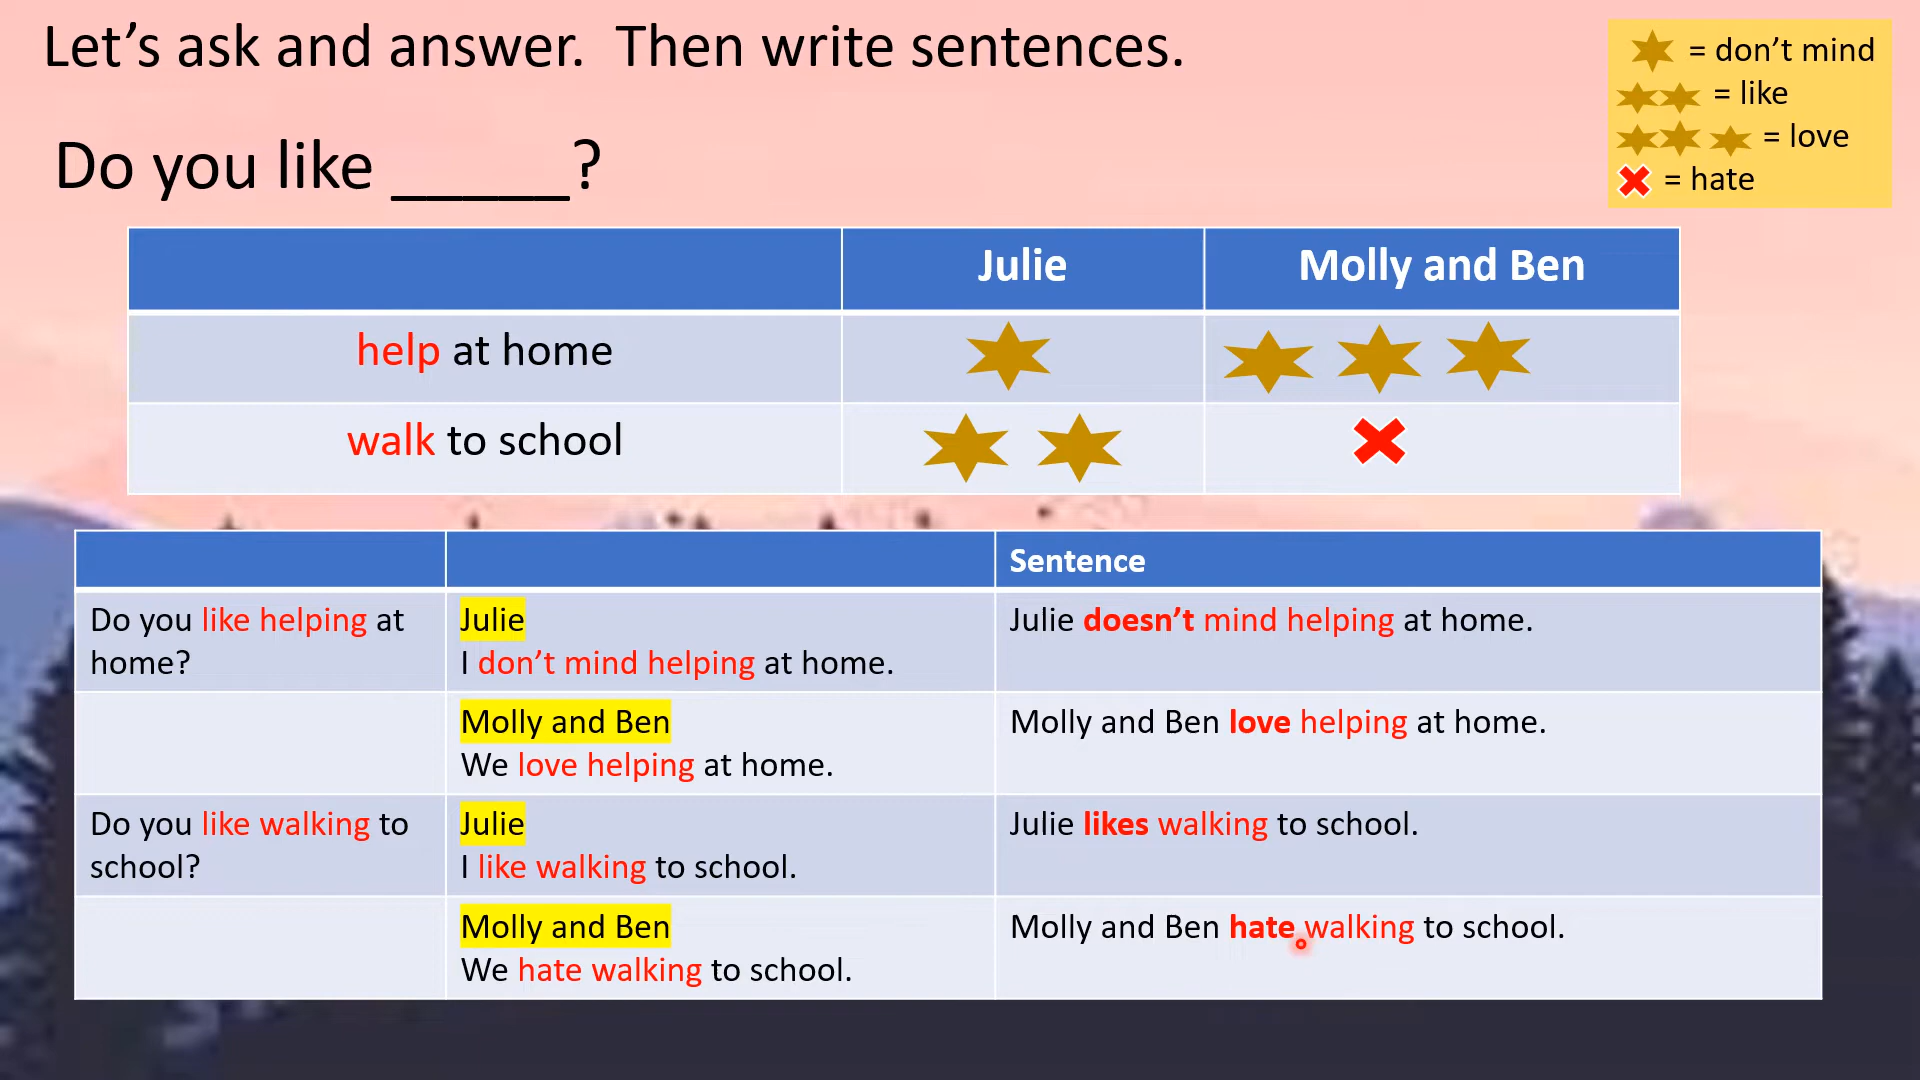 Let’s ask and answer.  Then write sentences.
= don’t mind
= like
= love
= hate
Do you like _____?
Julie
Molly and Ben
help at home
walk to school
Sentence
Do you like helping at
home?
Julie
I don’t mind helping at home.
Julie doesn’t mind helping at home.
Molly and Ben
We love helping at home.
Molly and Ben love helping at home.
Do you like walking to
school?
Julie
I like walking to school.
Julie likes walking to school.
Molly and Ben
We hate walking to school.
Molly and Ben hate walking to school.